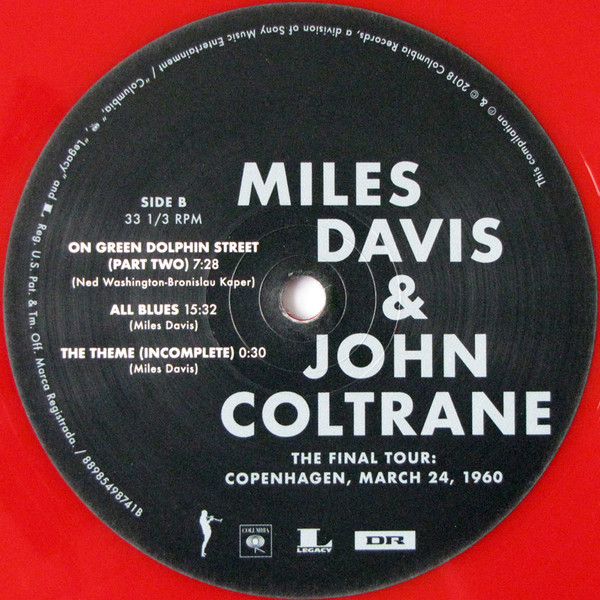 MILES
DAVIS
&
JOHN
COLTRANE
THE FINAL TOUR:
COPENHAGEN, MARCH 24, 1960
SIDE B
33 1/3 RPM
ON GREEN DOLPHIN STREET
(PART TWO) 7:28
(Ned Washington-Bronislau Kaper)
ALL BLUES 15:32
(Miles Davis)
THE THEME (INCOMPLETE) 0:30
(Miles Davis)
COLUMBIA
L
LEGACY
DR
This compilation ℗ & © 2018 Columbia Records, a division of Sony Music Entertainment / "Columbia," , "Legacy" and L Reg. U.S. Pat. & Tm. Off. Marca Registrada. / 88985498741B